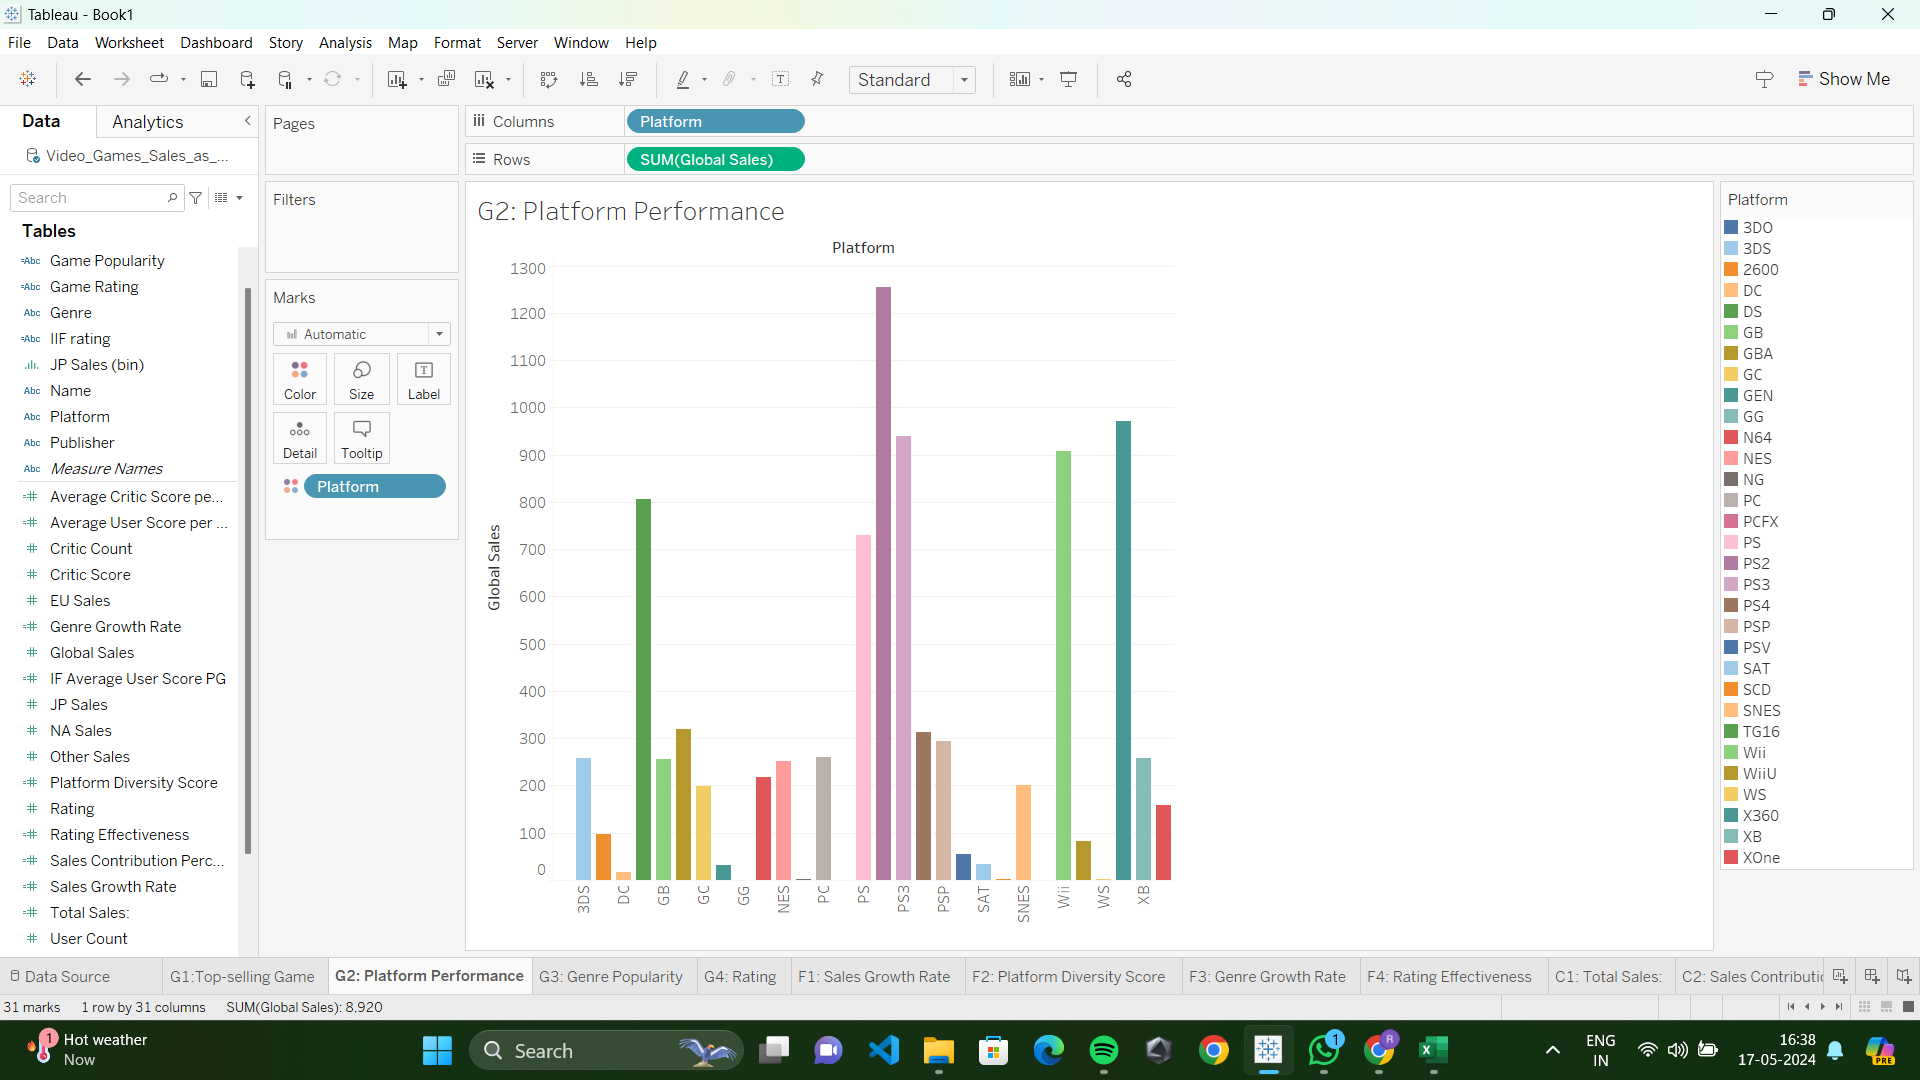 Tableau - Book1
File Data Worksheet Dashboard Story Analysis Map Format Server Window Help
Standard
Show Me
Data
Analytics
Video_Games_Sales_as_...
Search
Tables
Abc Game Popularity
Abc Game Rating
Abc Genre
Abc IIF rating
JP Sales (bin)
Abc Name
Abc Platform
Abc Publisher
Abc Measure Names
Average Critic Score pe...
Average User Score per ...
Critic Count
Critic Score
EU Sales
Genre Growth Rate
Global Sales
IF Average User Score PG
JP Sales
NA Sales
Other Sales
Platform Diversity Score
Rating
Rating Effectiveness
Sales Contribution Perc...
Sales Growth Rate
Total Sales:
User Count
Pages
Filters
Marks
Automatic
Color
Size
Label
Detail
Tooltip
Platform
Columns
Platform
Rows
SUM(Global Sales)
G2: Platform Performance
Platform
1300
1200
1100
1000
900
800
700
600
500
400
300
200
100
0
Global Sales
3DS
DC
GB
GC
GG
NES
PC
PS
PS3
PSP
SAT
SNES
Wii
WS
XB
Platform
3DO
3DS
2600
DC
DS
GB
GBA
GC
GEN
GG
N64
NES
NG
PC
PCFX
PS
PS2
PS3
PS4
PSP
PSV
SAT
SCD
SNES
TG16
Wii
WiiU
WS
X360
XB
XOne
Data Source
G1:Top-selling Game
G2: Platform Performance
G3: Genre Popularity
G4: Rating
F1: Sales Growth Rate
F2: Platform Diversity Score
F3: Genre Growth Rate
F4: Rating Effectiveness
C1: Total Sales:
C2: Sales Contributi
31 marks
1 row by 31 columns
SUM(Global Sales): 8,920
1
Hot weather
Now
Search
1
R
ENG
IN
16:38
17-05-2024
PRE